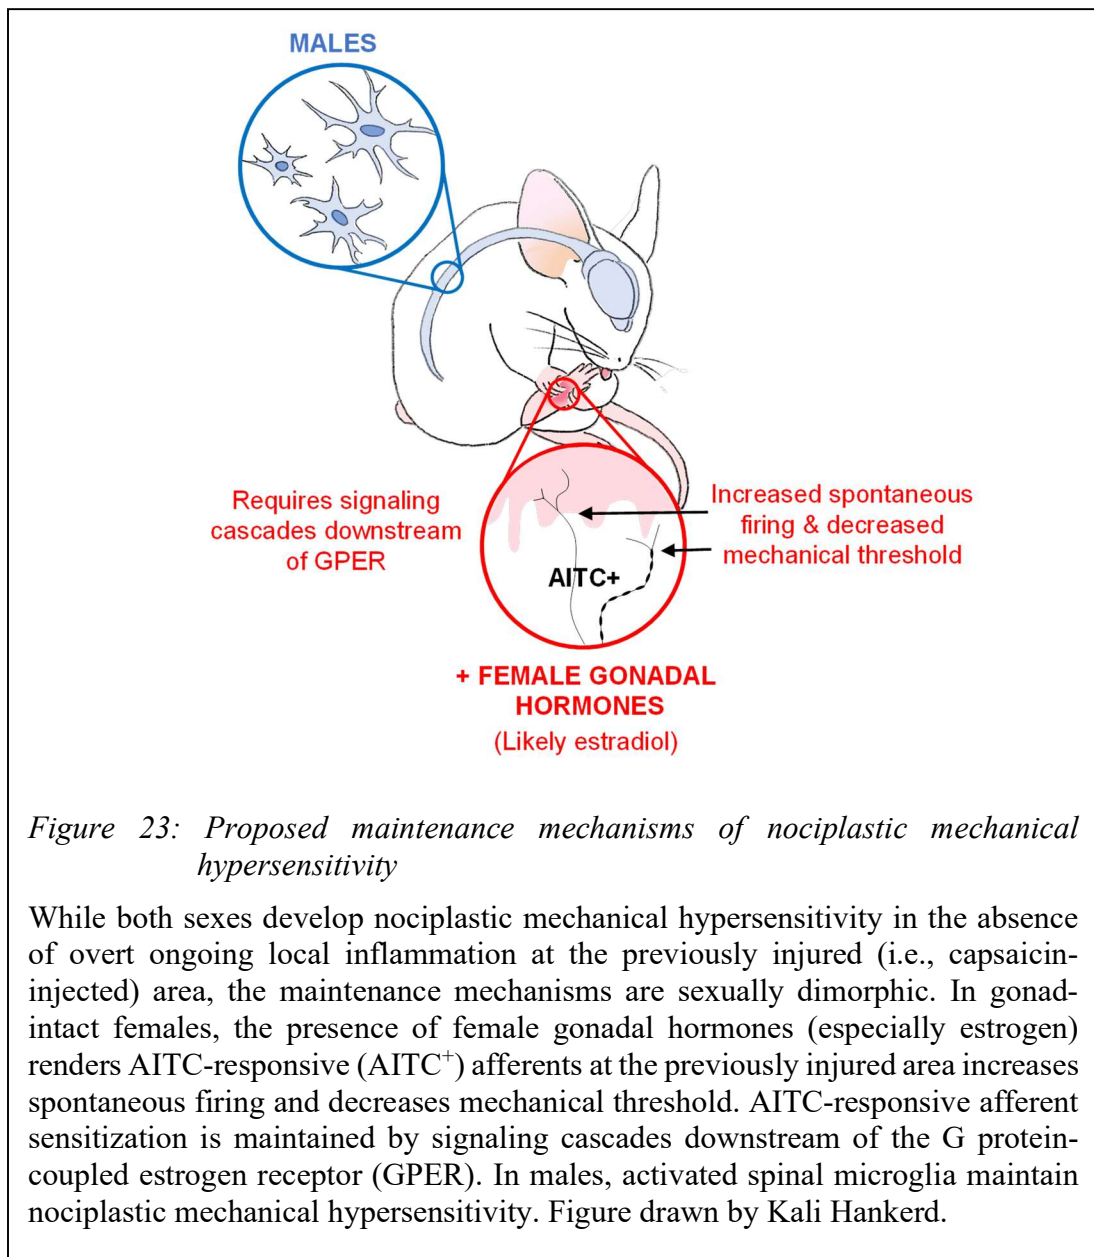 MALES
Requires signaling
cascades downstream
of GPER
Increased spontaneous
firing & decreased
mechanical threshold
AITC+
+ FEMALE GONADAL
HORMONES
(Likely estradiol)
Figure 23: Proposed maintenance mechanisms of nociplastic mechanical
hypersensitivity
While both sexes develop nociplastic mechanical hypersensitivity in the absence
of overt ongoing local inflammation at the previously injured (i.e., capsaicin-
injected) area, the maintenance mechanisms are sexually dimorphic. In gonad-
intact females, the presence of female gonadal hormones (especially estrogen)
renders AITC-responsive (AITC⁺) afferents at the previously injured area increases
spontaneous firing and decreases mechanical threshold. AITC-responsive afferent
sensitization is maintained by signaling cascades downstream of the G protein-
coupled estrogen receptor (GPER). In males, activated spinal microglia maintain
nociplastic mechanical hypersensitivity. Figure drawn by Kali Hankerd.